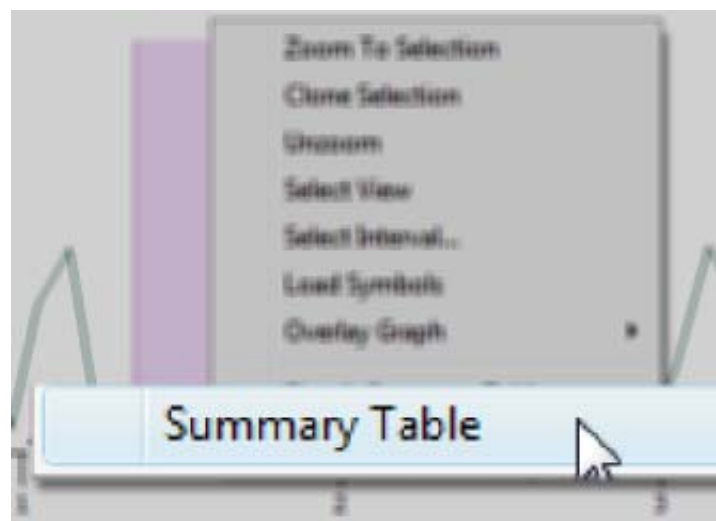 Zoom To Selection
Clone Selection
Unzoom
Select View
Select Interval...
Load Symbols
Overlay Graph
Summary Table